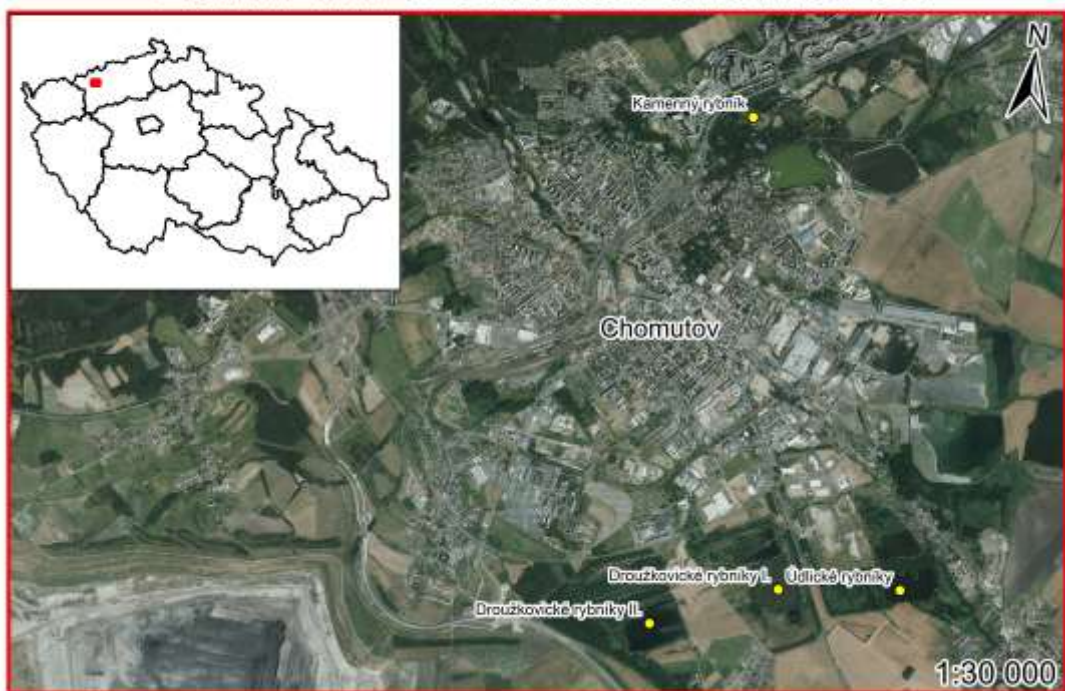 N
Kamenný rybník
Chomutov
Droužkovické rybníky I.
Údlické rybníky
Droužkovické rybníky II.
1:30 000